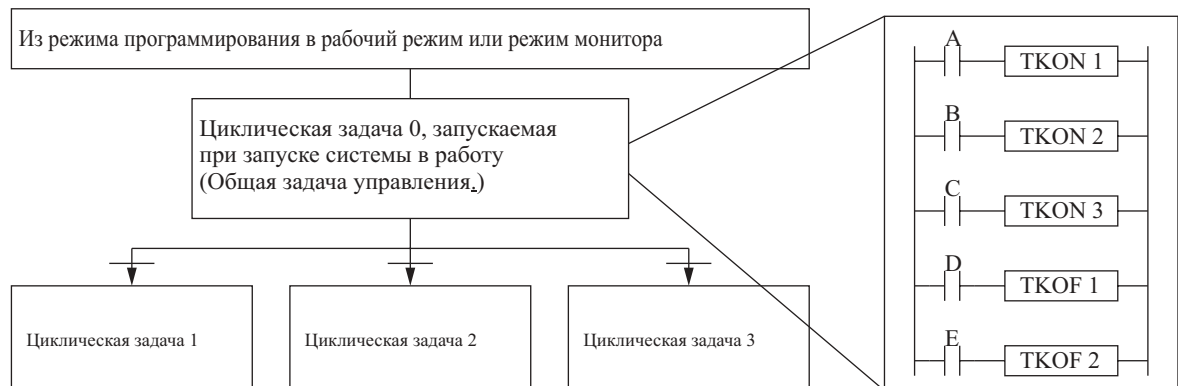 Из режима программирования в рабочий режим или режим монитора
Циклическая задача 0, запускаемая
при запуске системы в работу
(Общая задача управления.)
Циклическая задача 1
Циклическая задача 2
Циклическая задача 3
A
TKON 1
B
TKON 2
C
TKON 3
D
TKOF 1
E
TKOF 2